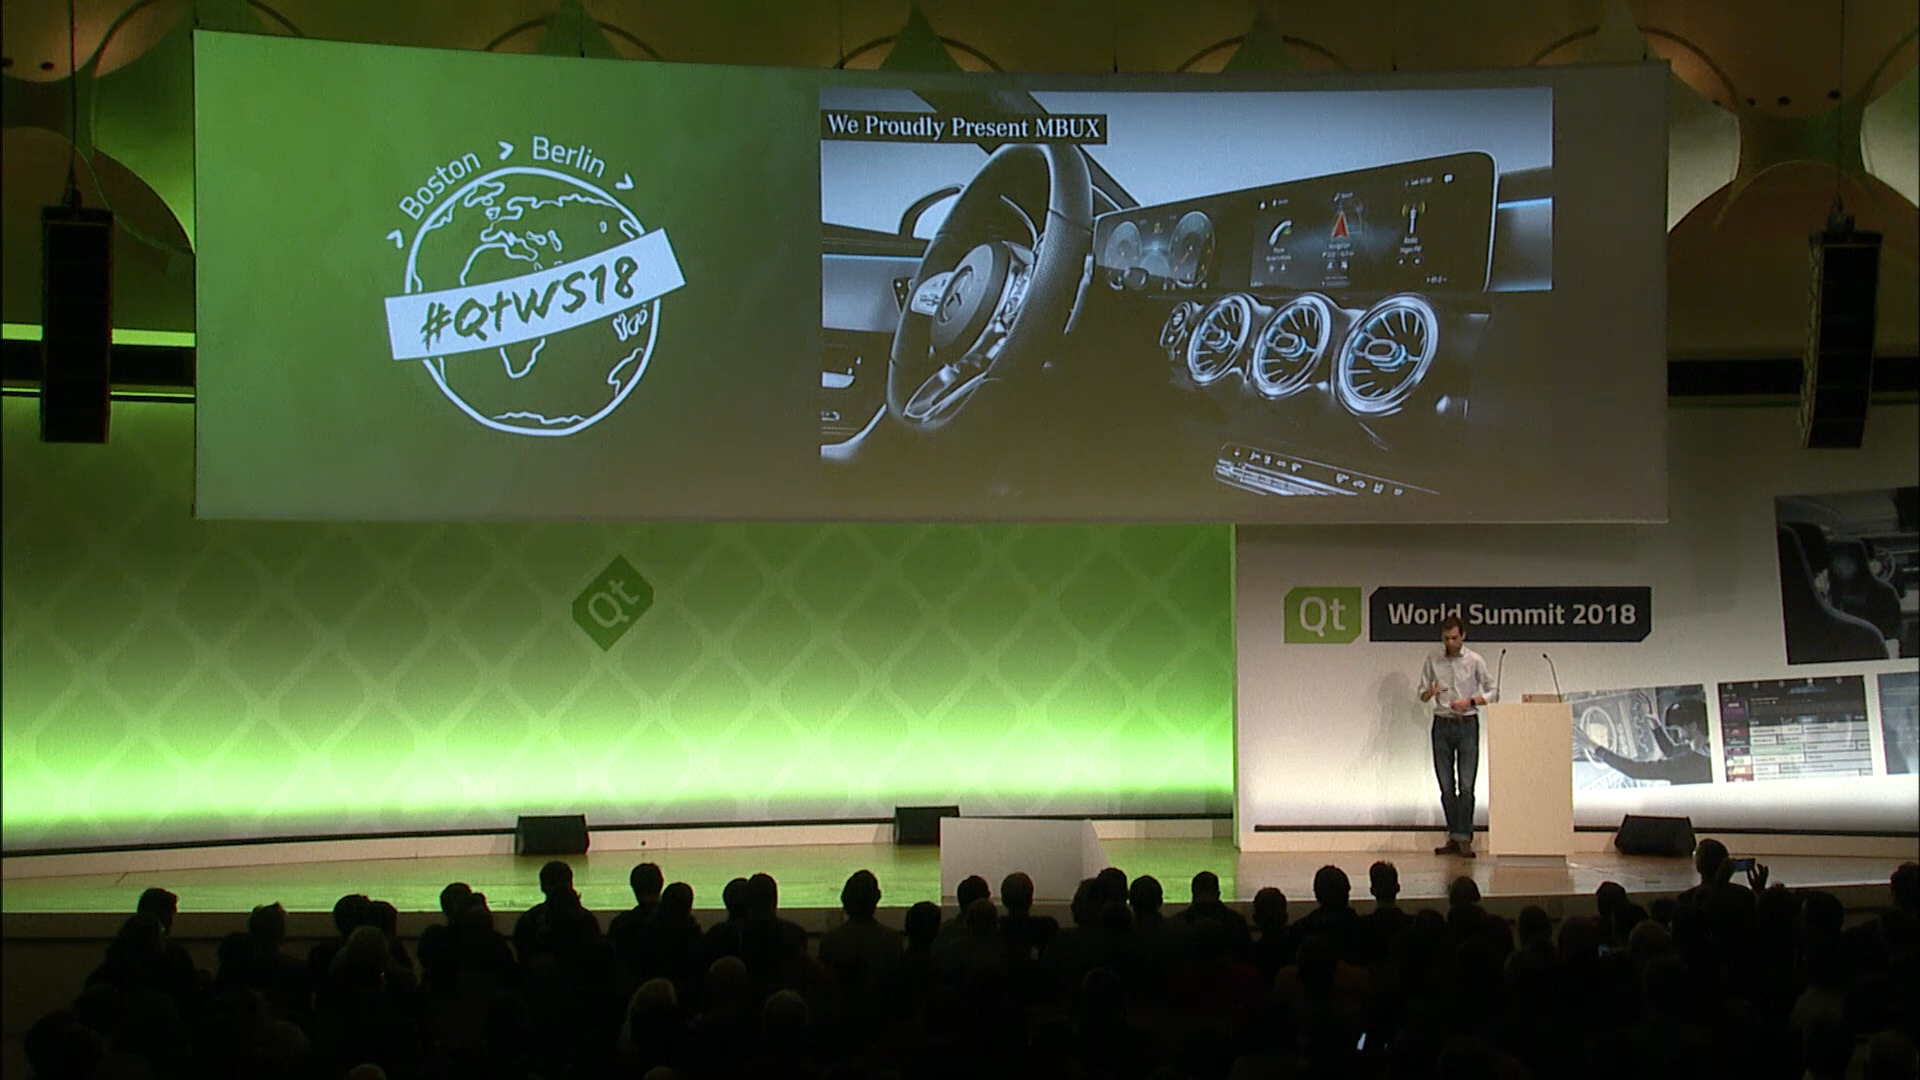 > Boston > Berlin >
#QtWS18
We Proudly Present MBUX
Qt
Qt World Summit 2018